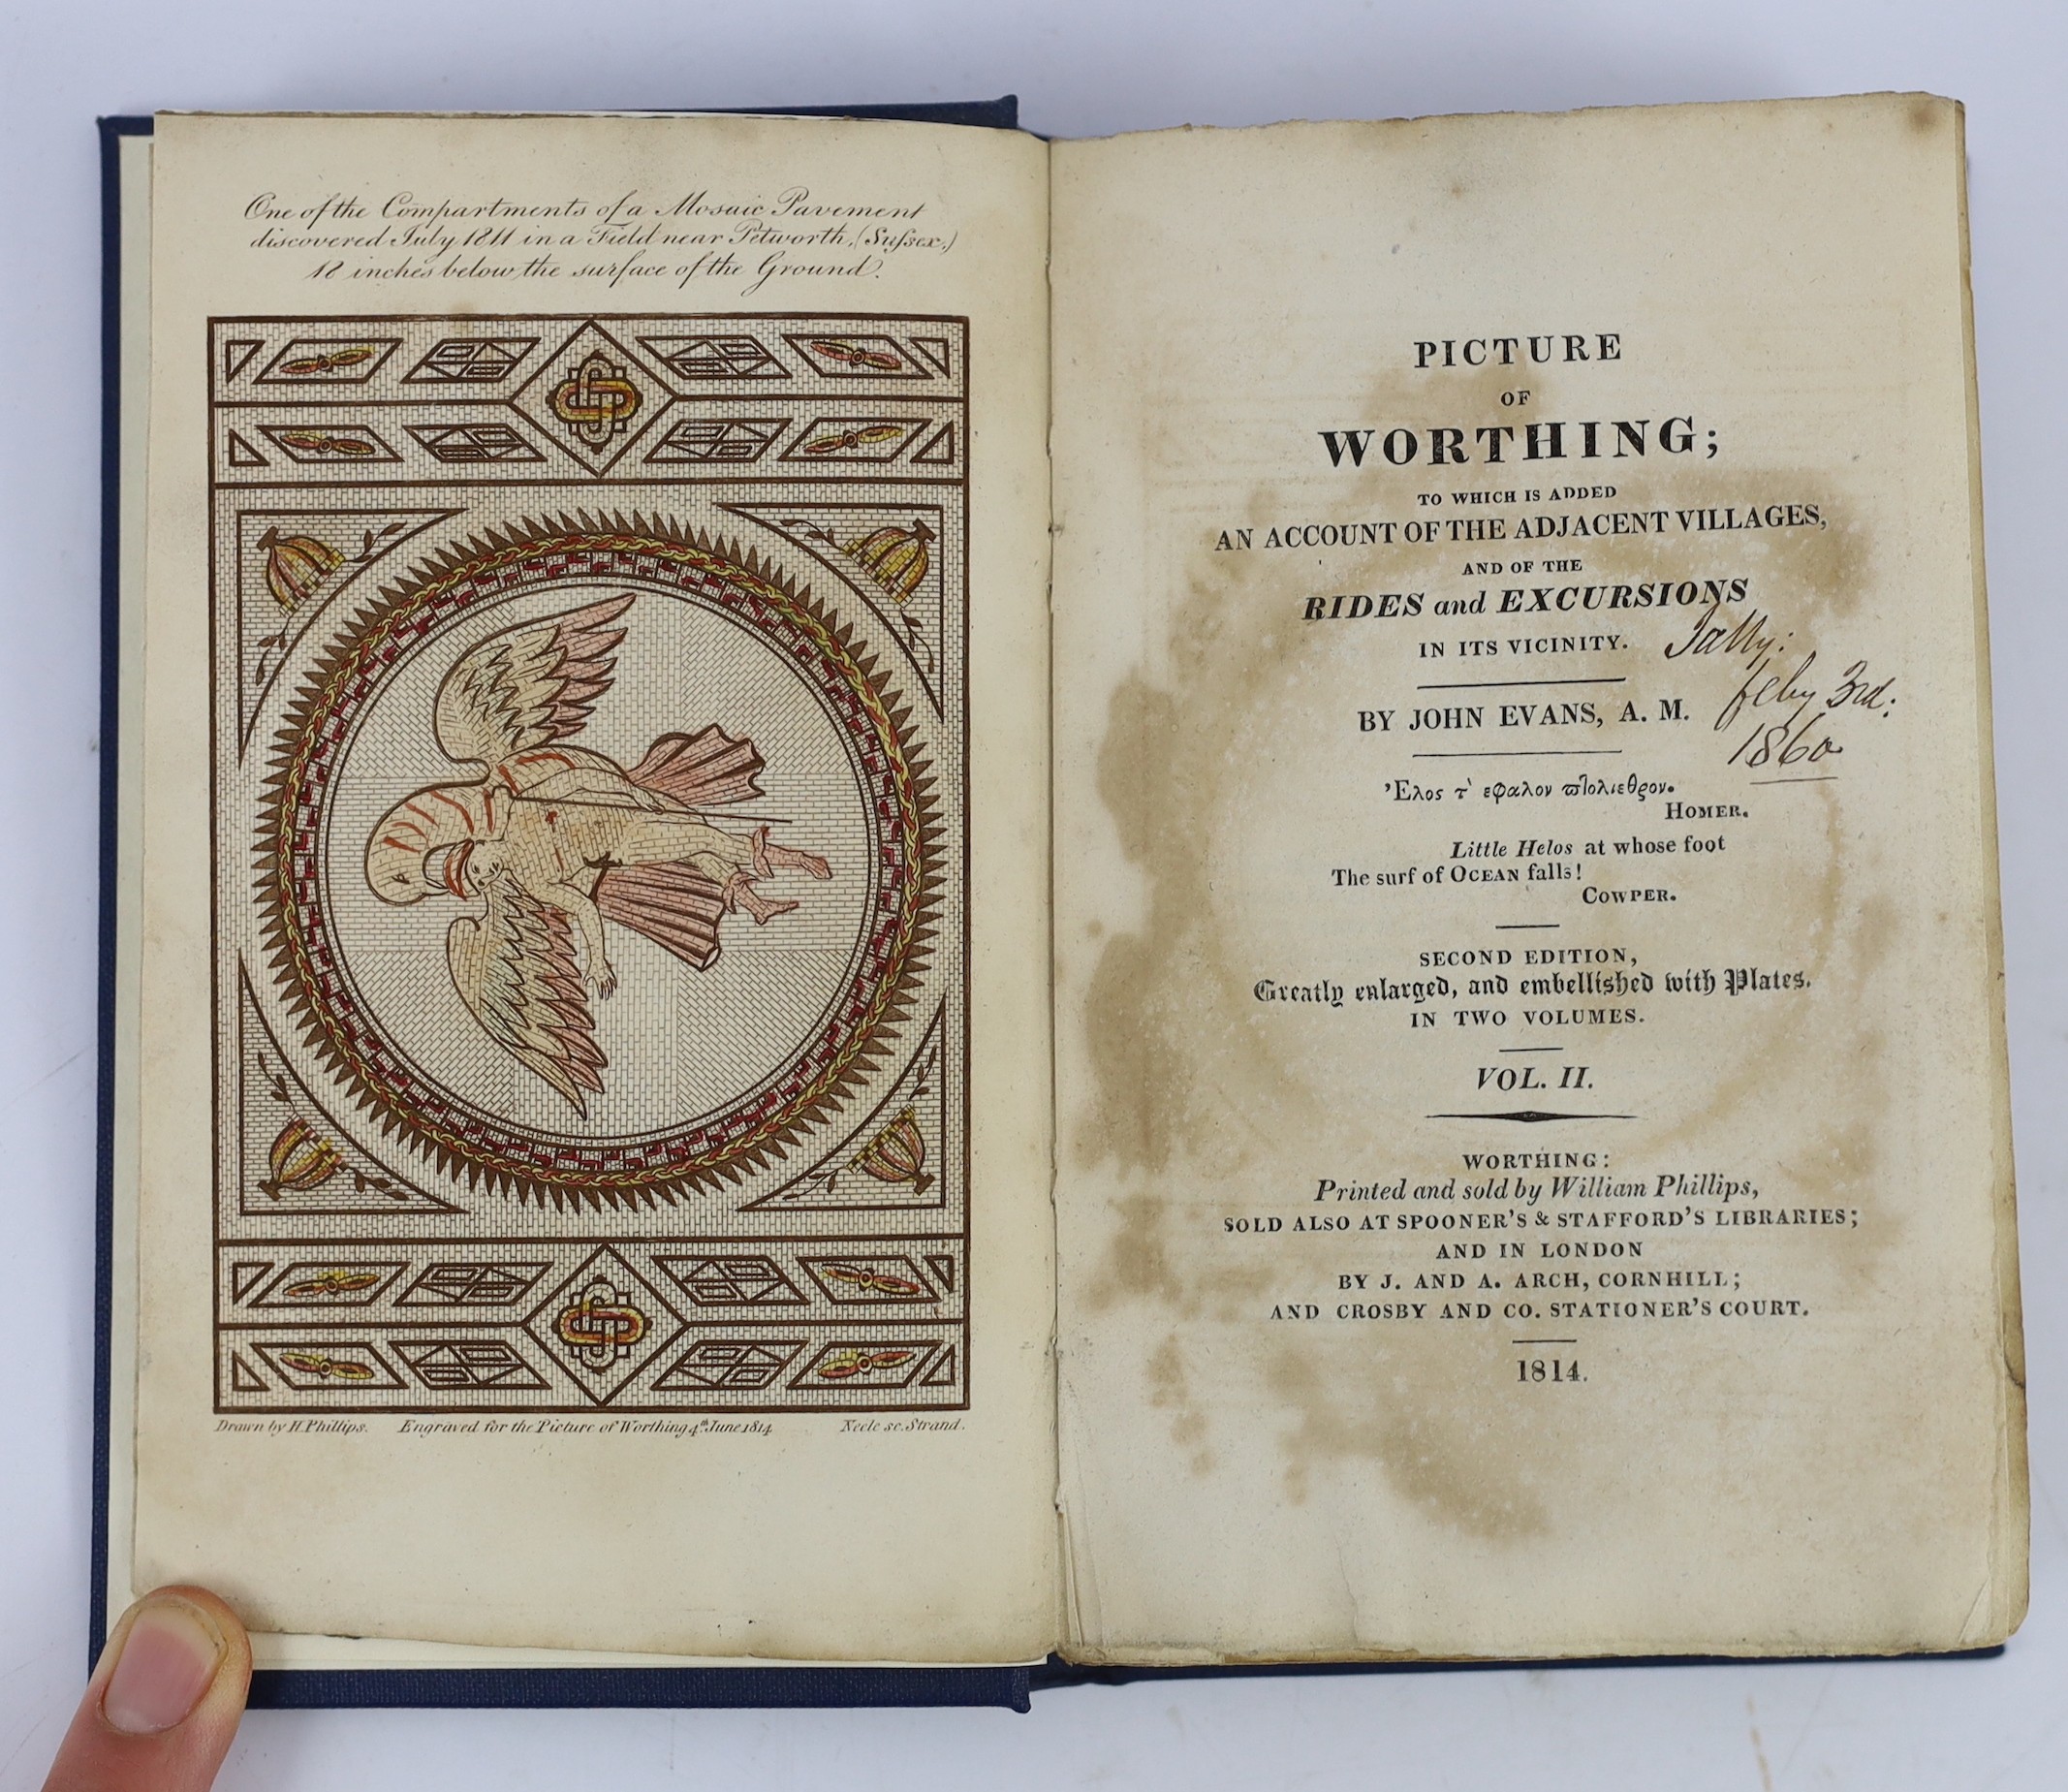 One of the Compartments of a Mosaic Pavement
discovered July 1811 in a Field near Petworth, (Sussex.)
18 inches below the surface of the Ground.
Drawn by H. Phillips. Engraved for the Picture of Worthing 4th. June 1814 Neele sc. Strand.
PICTURE
OF
WORTHING;
TO WHICH IS ADDED
AN ACCOUNT OF THE ADJACENT VILLAGES,
AND OF THE
RIDES and EXCURSIONS
IN ITS VICINITY.
BY JOHN EVANS, A. M.
feby 3rd:
1860
Ἑλος τ' εφαλον πτολιεθρον.
HOMER.
Little Helos at whose foot
The surf of OCEAN falls!
COWPER.
SECOND EDITION,
Greatly enlarged, and embellished with Plates.
IN TWO VOLUMES.
VOL. II.
WORTHING:
Printed and sold by William Phillips,
SOLD ALSO AT SPOONER'S & STAFFORD'S LIBRARIES;
AND IN LONDON
BY J. AND A. ARCH, CORNHILL;
AND CROSBY AND CO. STATIONER'S COURT.
1814.